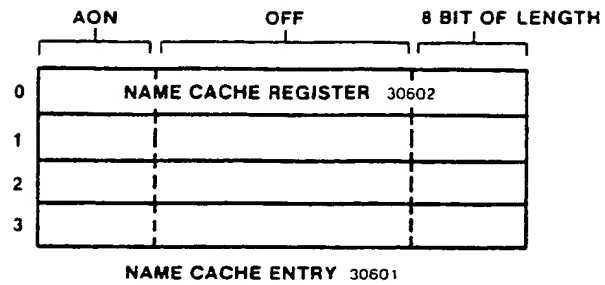 AON OFF 8 BIT OF LENGTH
0 NAME CACHE REGISTER 30602
1
2
3
NAME CACHE ENTRY 30601